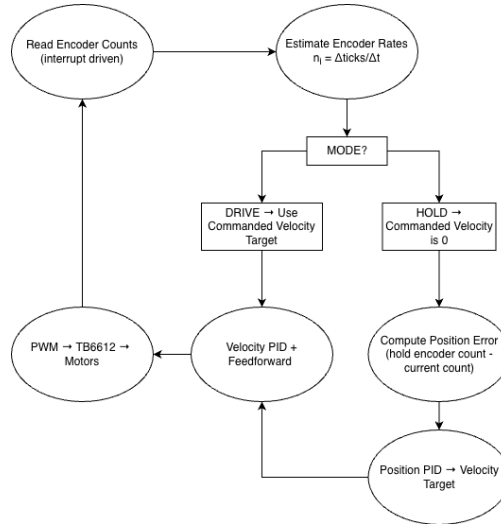 Read Encoder Counts
(interrupt driven)
Estimate Encoder Rates
nᵢ = Δticks/Δt
MODE?
DRIVE → Use
Commanded Velocity
Target
HOLD →
Commanded Velocity
is 0
PWM → TB6612 →
Motors
Velocity PID +
Feedforward
Compute Position Error
(hold encoder count -
current count)
Position PID → Velocity
Target